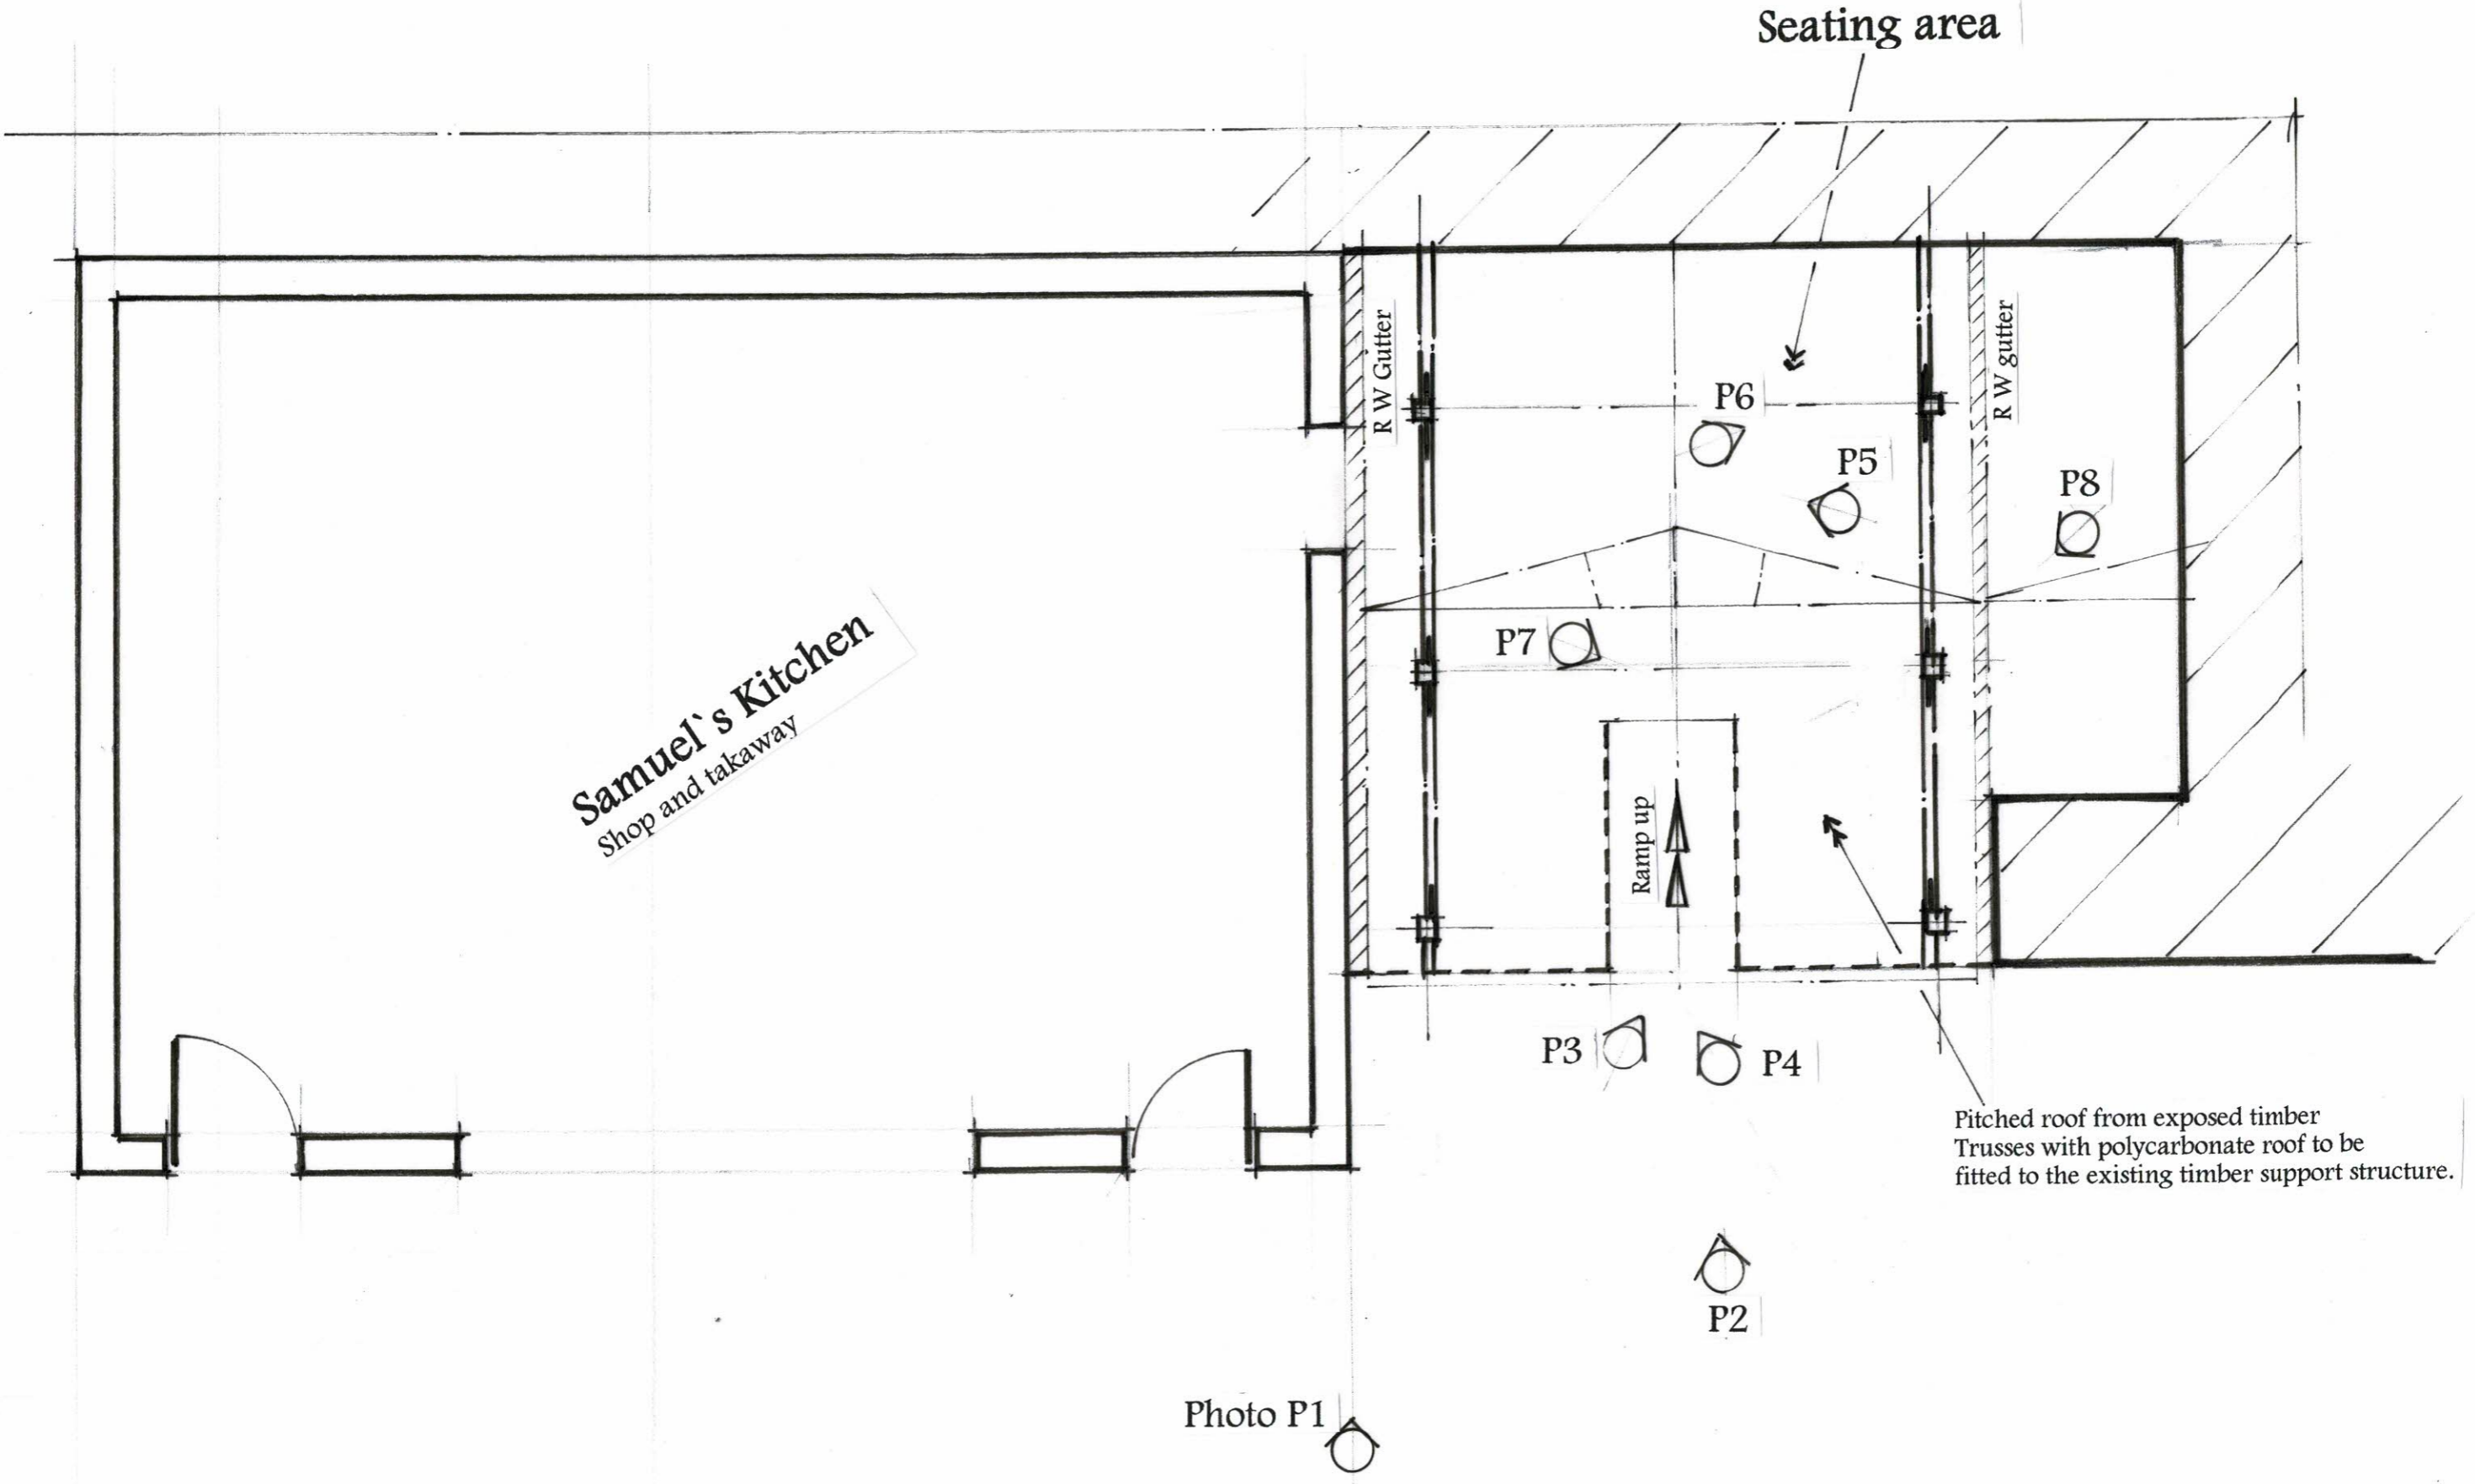 Seating area
R W Gutter
R W gutter
P6
P5
P8
P7
Samuel`s Kitchen
Shop and takaway
Ramp up
P3
P4
Pitched roof from exposed timber
Trusses with polycarbonate roof to be
fitted to the existing timber support structure.
P2
Photo P1